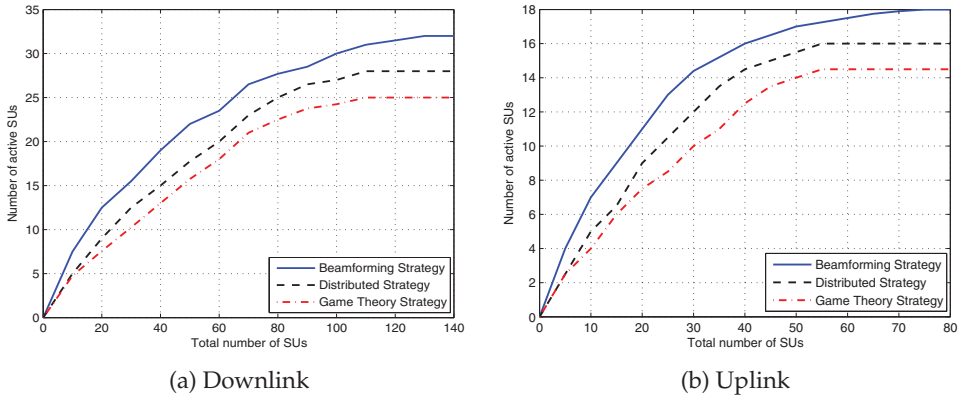 35
30
25
20
15
10
5
0
Number of active SUs
0 20 40 60 80 100 120 140
Total number of SUs
Beamforming Strategy
Distributed Strategy
Game Theory Strategy
(a) Downlink
18
16
14
12
10
8
6
4
2
0
Number of active SUs
0 10 20 30 40 50 60 70 80
Total number of SUs
Beamforming Strategy
Distributed Strategy
Game Theory Strategy
(b) Uplink